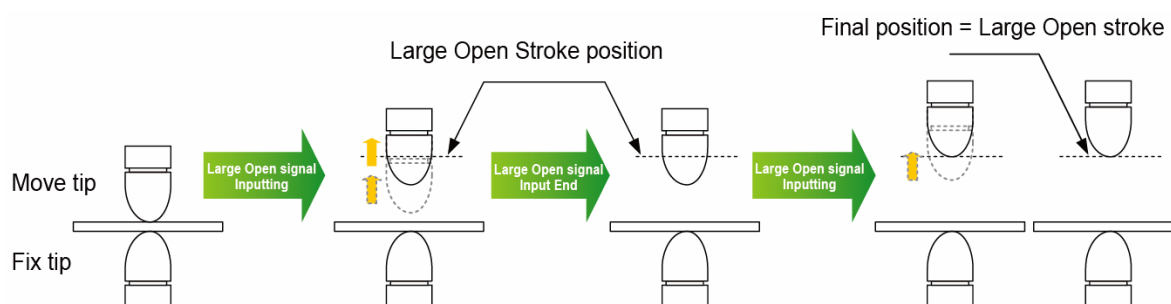 Final position = Large Open stroke
Large Open Stroke position
Large Open signal
Inputting
Large Open signal
Input End
Large Open signal
Inputting
Move tip
Fix tip